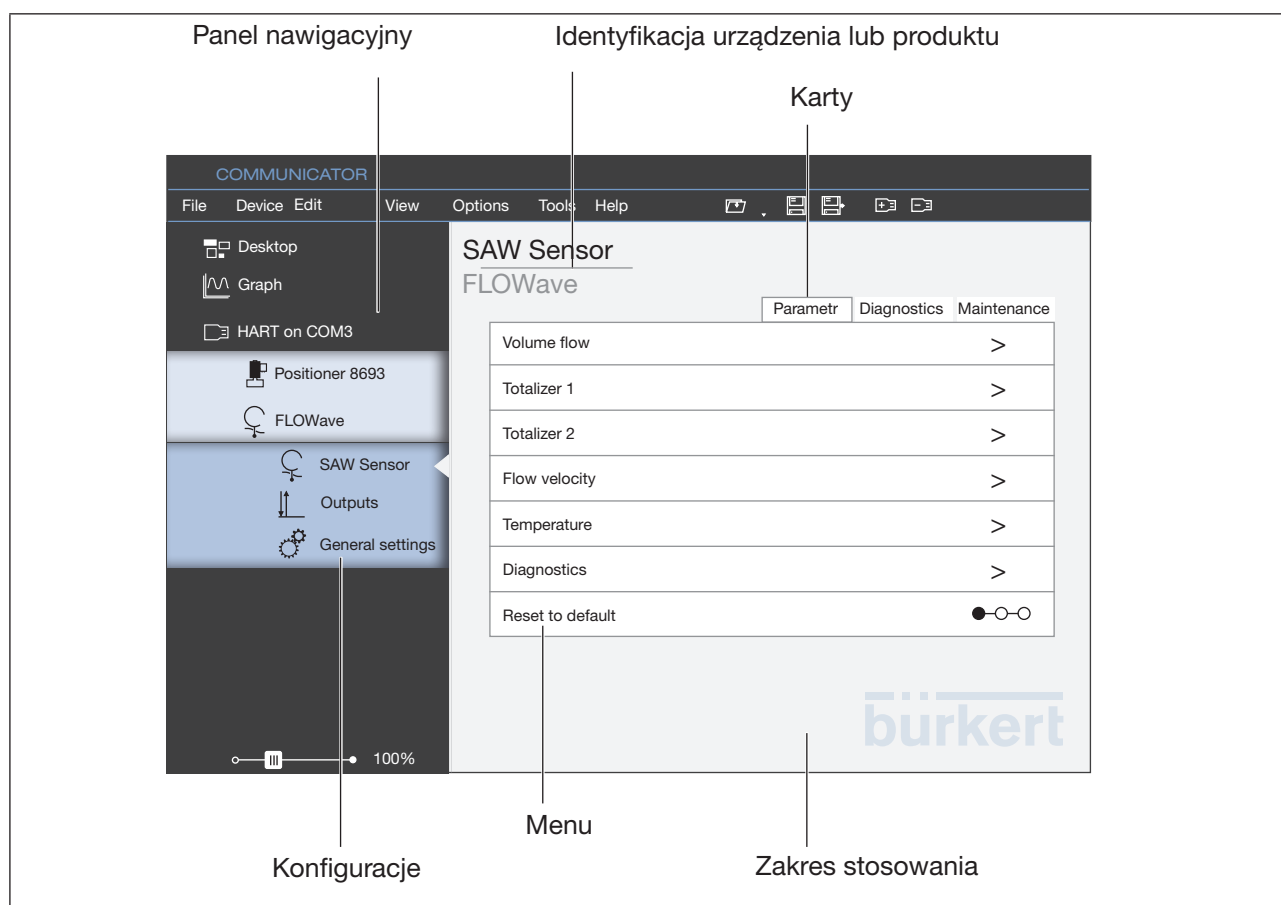 Panel nawigacyjny
Identyfikacja urządzenia lub produktu
Karty
COMMUNICATOR
File Device Edit View Options Tools Help
Desktop
Graph
HART on COM3
Positioner 8693
FLOWave
SAW Sensor
Outputs
General settings
100%
SAW Sensor
FLOWave
Parametr Diagnostics Maintenance
Volume flow >
Totalizer 1 >
Totalizer 2 >
Flow velocity >
Temperature >
Diagnostics >
Reset to default
bürkert
Menu
Konfiguracje
Zakres stosowania